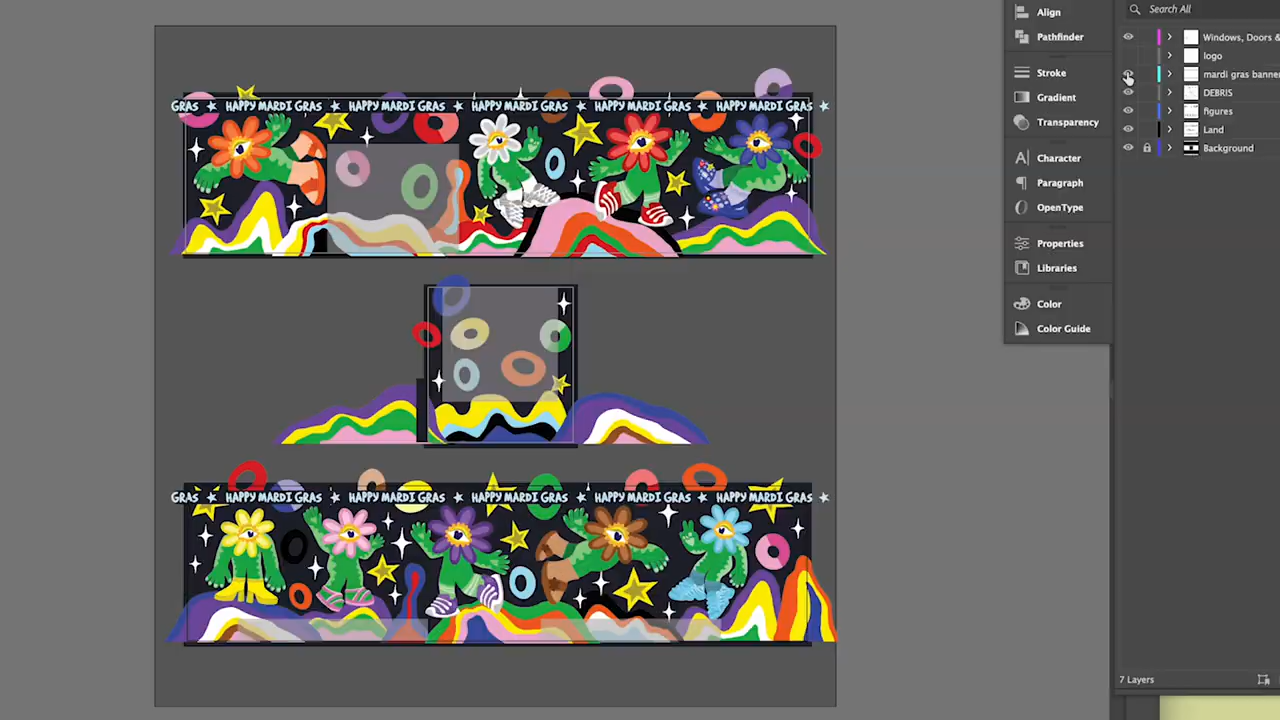 Search All
Align
Pathfinder
Stroke
Gradient
Transparency
Character
Paragraph
OpenType
Properties
Libraries
Color
Color Guide
Windows, Doors &
logo
mardi gras banner
DEBRIS
figures
Land
Background
7 Layers
GRAS HAPPY MARDI GRAS HAPPY MARDI GRAS HAPPY MARDI GRAS HAPPY MARDI GRAS HAPPY MARDI GRAS
GRAS HAPPY MARDI GRAS HAPPY MARDI GRAS HAPPY MARDI GRAS HAPPY MARDI GRAS HAPPY MARDI GRAS